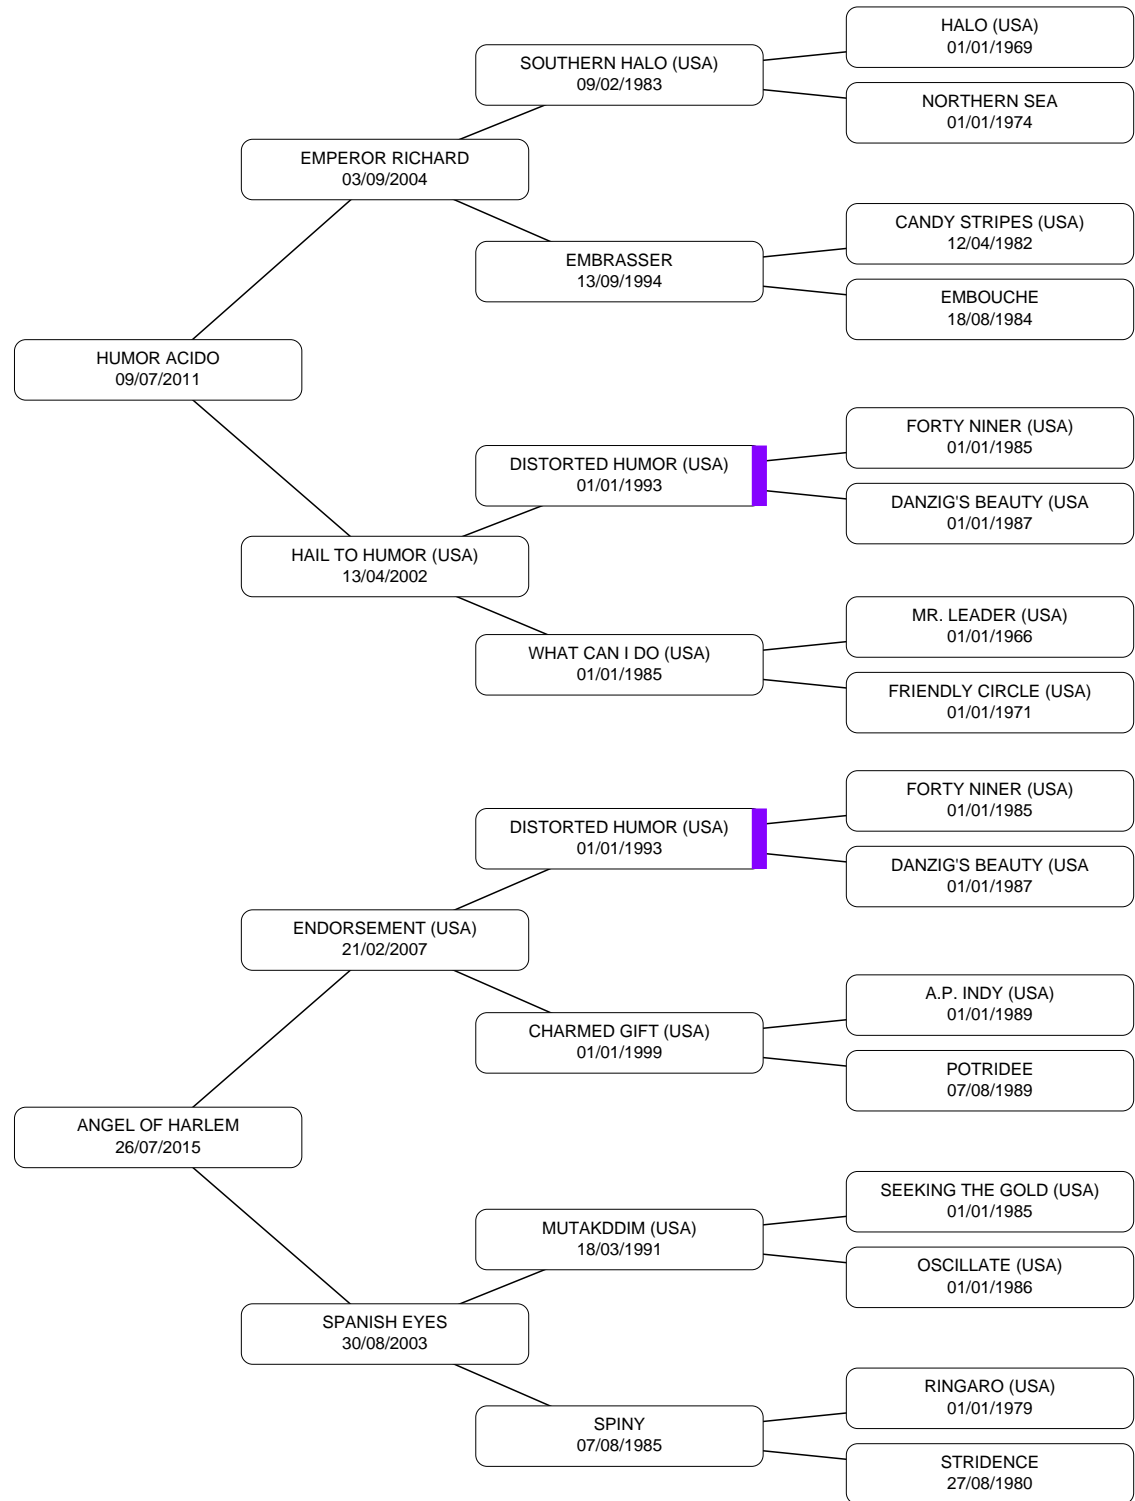 HALO (USA)
01/01/1969
SOUTHERN HALO (USA)
09/02/1983
NORTHERN SEA
01/01/1974
EMPEROR RICHARD
03/09/2004
CANDY STRIPES (USA)
12/04/1982
EMBRASSER
13/09/1994
EMBOUCHE
18/08/1984
HUMOR ACIDO
09/07/2011
FORTY NINER (USA)
01/01/1985
DISTORTED HUMOR (USA)
01/01/1993
DANZIG'S BEAUTY (USA
01/01/1987
HAIL TO HUMOR (USA)
13/04/2002
MR. LEADER (USA)
01/01/1966
WHAT CAN I DO (USA)
01/01/1985
FRIENDLY CIRCLE (USA)
01/01/1971
FORTY NINER (USA)
01/01/1985
DISTORTED HUMOR (USA)
01/01/1993
DANZIG'S BEAUTY (USA
01/01/1987
ENDORSEMENT (USA)
21/02/2007
A.P. INDY (USA)
01/01/1989
CHARMED GIFT (USA)
01/01/1999
POTRIDEE
07/08/1989
ANGEL OF HARLEM
26/07/2015
SEEKING THE GOLD (USA)
01/01/1985
MUTAKDDIM (USA)
18/03/1991
OSCILLATE (USA)
01/01/1986
SPANISH EYES
30/08/2003
RINGARO (USA)
01/01/1979
SPINY
07/08/1985
STRIDENCE
27/08/1980